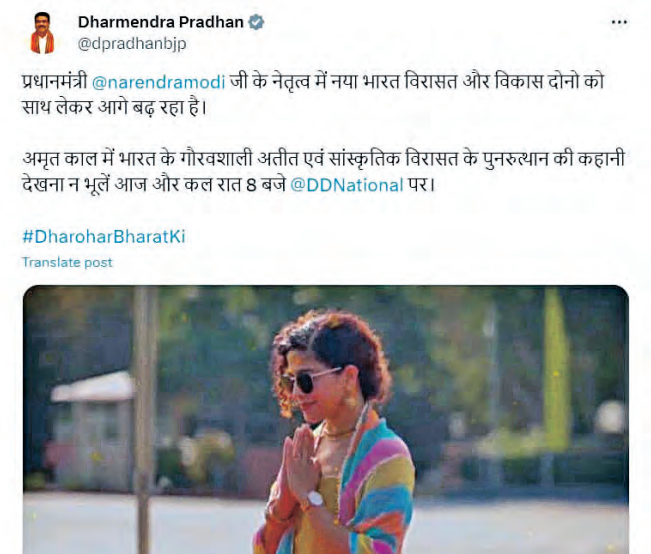 Dharmendra Pradhan
@dpradhanbjp
प्रधानमंत्री @narendramodi जी के नेतृत्व में नया भारत विरासत और विकास दोनो को
साथ लेकर आगे बढ़ रहा है।
अमृत काल में भारत के गौरवशाली अतीत एवं सांस्कृतिक विरासत के पुनरुत्थान की कहानी
देखना न भूलें आज और कल रात 8 बजे @DDNational पर।
#DharoharBharatKi
Translate post